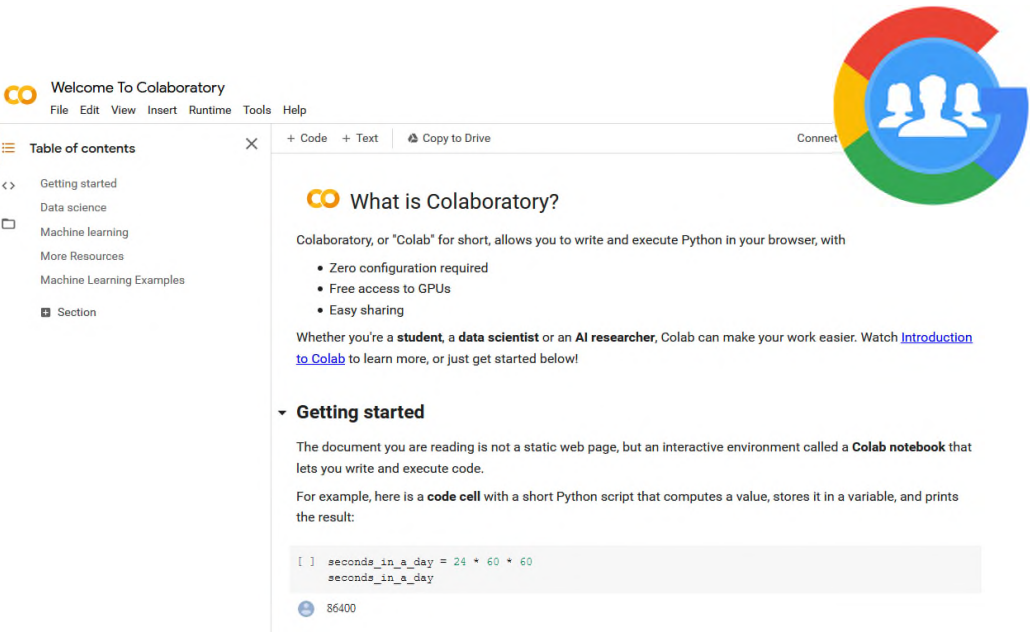 Welcome To Colaboratory
File Edit View Insert Runtime Tools Help
Table of contents
Getting started
Data science
Machine learning
More Resources
Machine Learning Examples
Section
+ Code + Text Copy to Drive Connect
CO What is Colaboratory?
Colaboratory, or "Colab" for short, allows you to write and execute Python in your browser, with
• Zero configuration required
• Free access to GPUs
• Easy sharing
Whether you're a student, a data scientist or an AI researcher, Colab can make your work easier. Watch Introduction
to Colab to learn more, or just get started below!
Getting started
The document you are reading is not a static web page, but an interactive environment called a Colab notebook that
lets you write and execute code.
For example, here is a code cell with a short Python script that computes a value, stores it in a variable, and prints
the result:
[ ] seconds_in_a_day = 24 * 60 * 60
seconds_in_a_day
86400